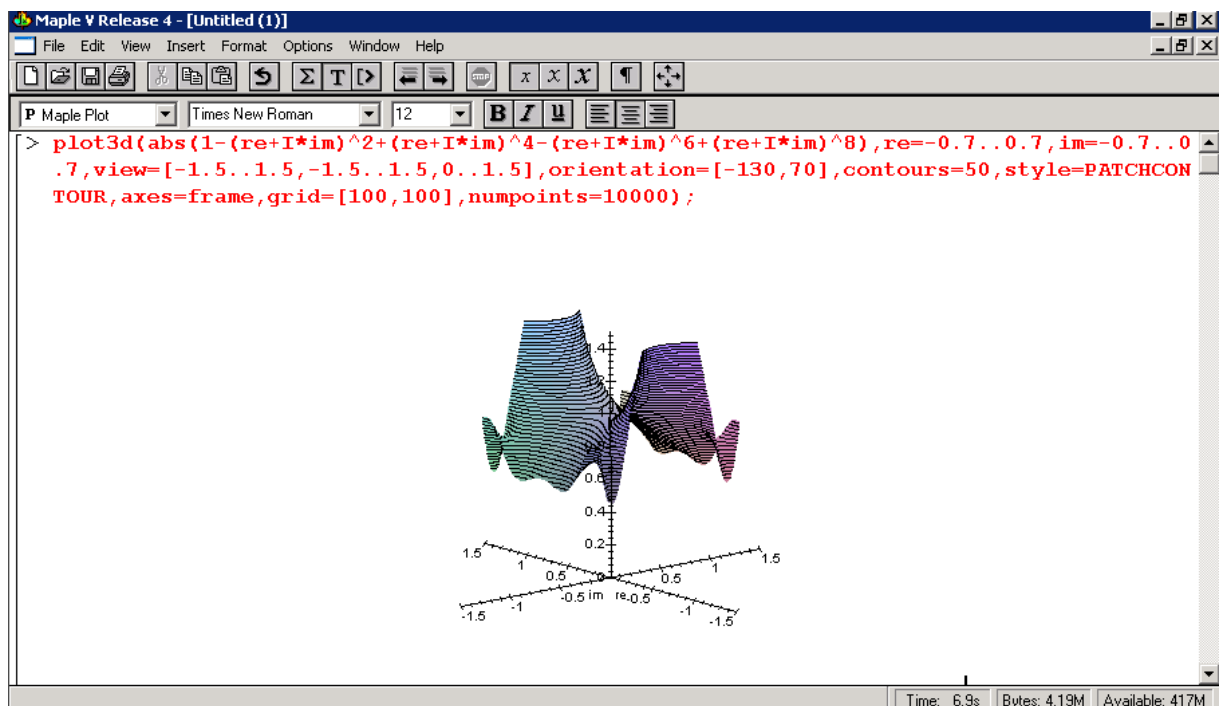 Maple V Release 4 - [Untitled (1)]
File Edit View Insert Format Options Window Help
Σ T [> STOP x x x ¶
P Maple Plot Times New Roman 12 B I u
> plot3d(abs(1-(re+I*im)^2+(re+I*im)^4-(re+I*im)^6+(re+I*im)^8),re=-0.7..0.7,im=-0.7..0
.7,view=[-1.5..1.5,-1.5..1.5,0..1.5],orientation=[-130,70],contours=50,style=PATCHCON
TOUR,axes=frame,grid=[100,100],numpoints=10000);
1.4
1.2
1
0.6
0.4
0.2
0
1.5 1 0.5 0.5 1 1.5
-1.5 -1 -0.5 im re -0.5 -1 -1.5
Time: 6.9s Bytes: 4.19M Available: 417M